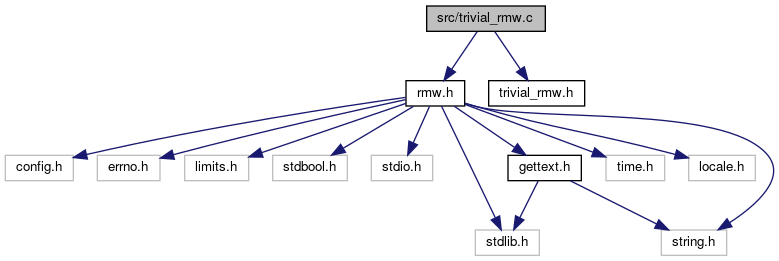 src/trivial_rmw.c
rmw.h
trivial_rmw.h
config.h
errno.h
limits.h
stdbool.h
stdio.h
gettext.h
time.h
locale.h
stdlib.h
string.h